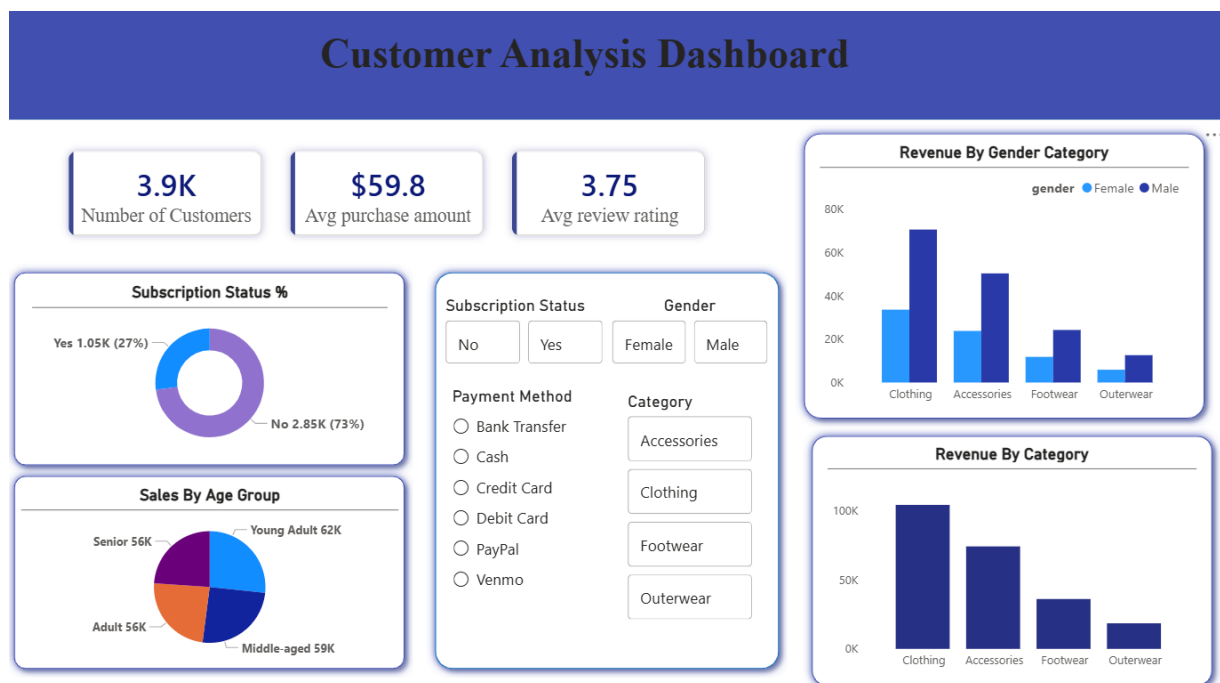 Customer Analysis Dashboard
3.9K
Number of Customers
$59.8
Avg purchase amount
3.75
Avg review rating
Subscription Status %
Yes 1.05K (27%)
No 2.85K (73%)
Sales By Age Group
Young Adult 62K
Senior 56K
Adult 56K
Middle-aged 59K
Subscription Status
No
Yes
Gender
Female
Male
Payment Method
Bank Transfer
Cash
Credit Card
Debit Card
PayPal
Venmo
Category
Accessories
Clothing
Footwear
Outerwear
Revenue By Gender Category
gender Female Male
80K
60K
40K
20K
0K
Clothing Accessories Footwear Outerwear
Revenue By Category
100K
50K
0K
Clothing Accessories Footwear Outerwear